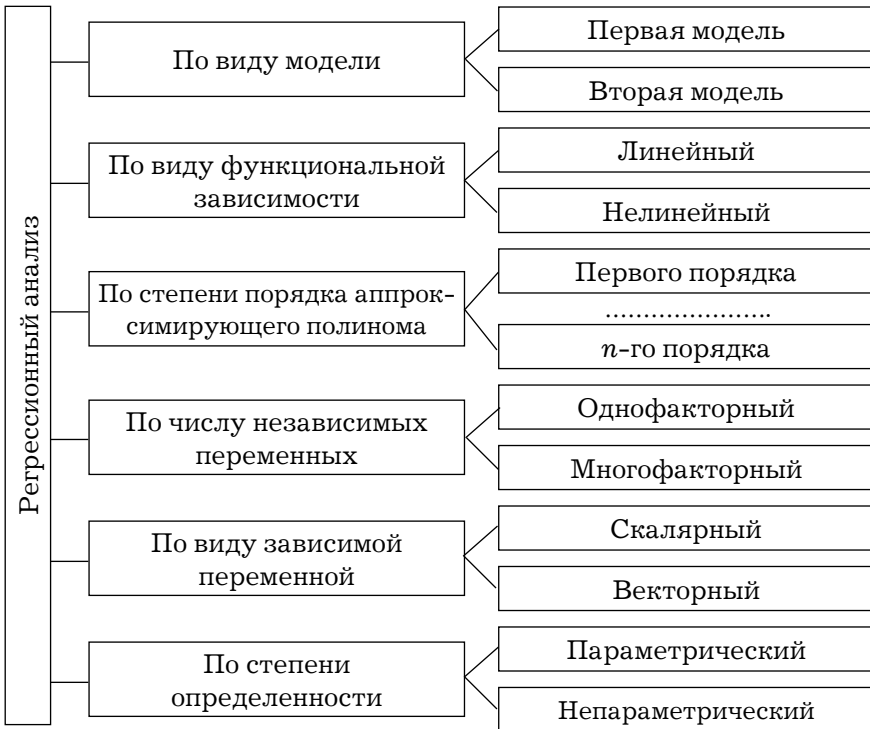 Регрессионный анализ
По виду модели
Первая модель
Вторая модель
По виду функциональной
зависимости
Линейный
Нелинейный
По степени порядка аппрок-
симирующего полинома
Первого порядка
......................
n-го порядка
По числу независимых
переменных
Однофакторный
Многофакторный
По виду зависимой
переменной
Скалярный
Векторный
По степени
определенности
Параметрический
Непараметрический